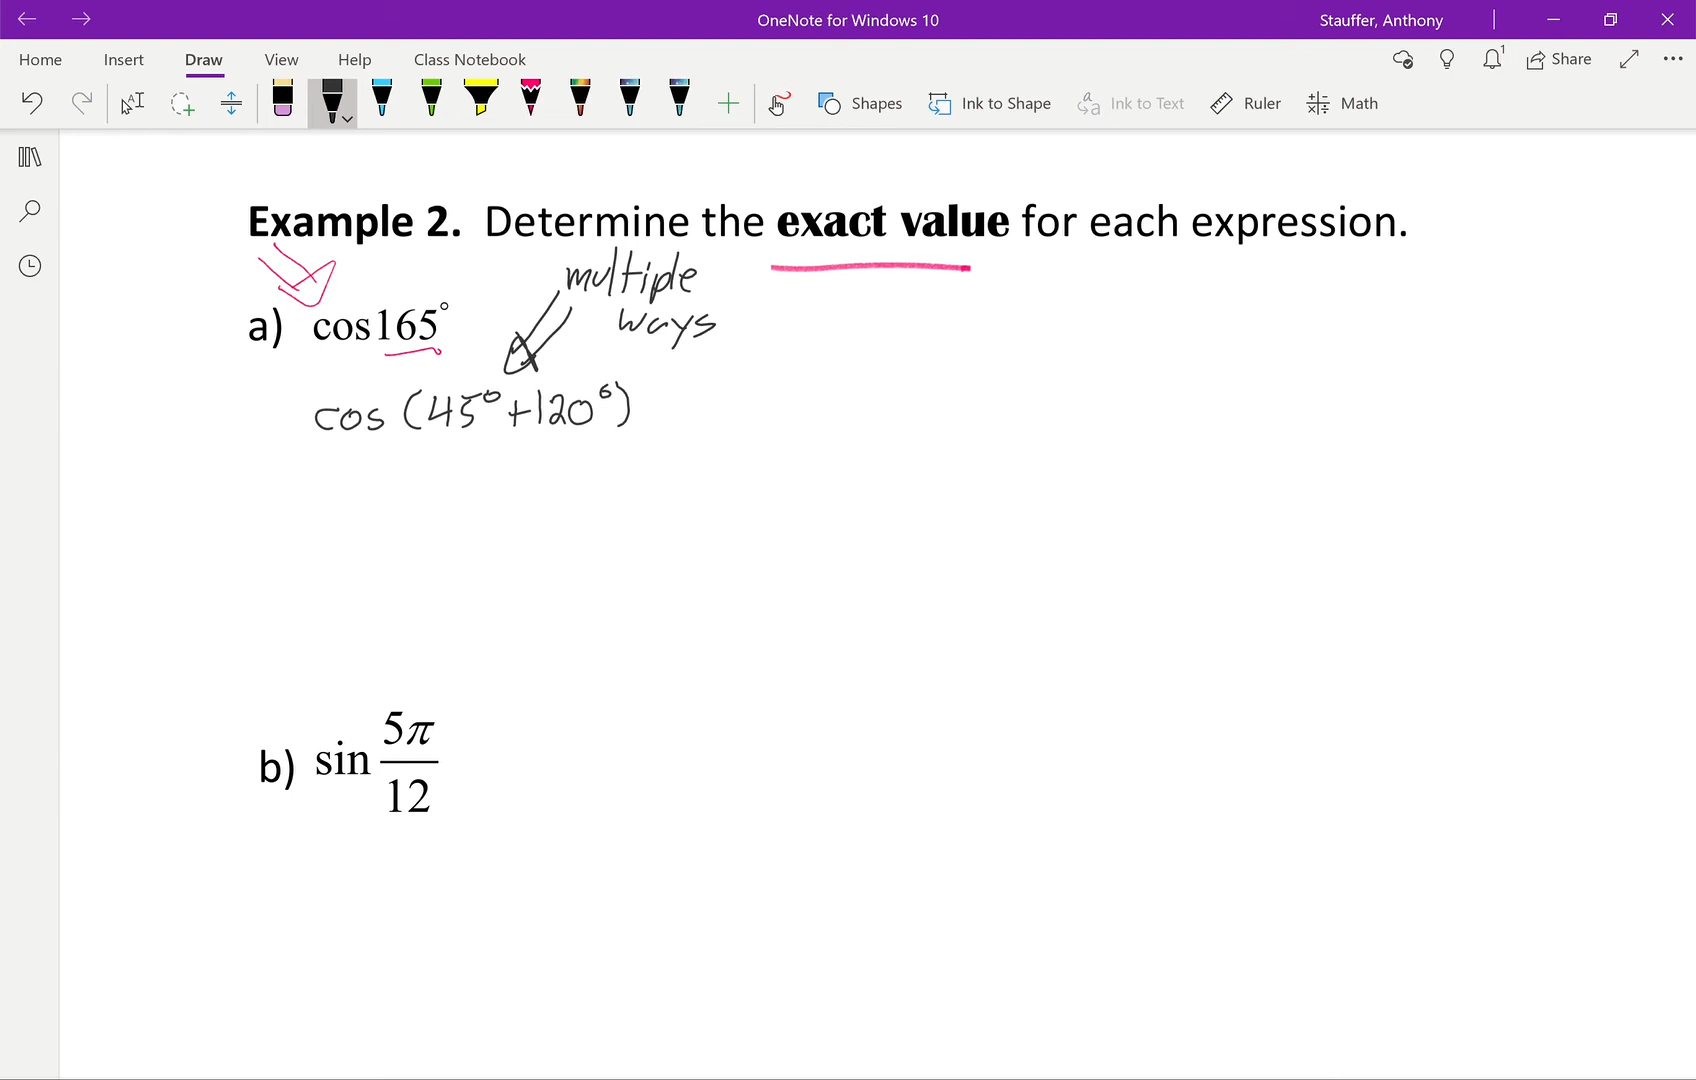 OneNote for Windows 10
Stauffer, Anthony
Home Insert Draw View Help Class Notebook
1 Share
Shapes Ink to Shape Ink to Text Ruler Math
Example 2. Determine the exact value for each expression.
multiple
ways
a) cos165°
cos (45° + 120°)
b) sin 5π/12